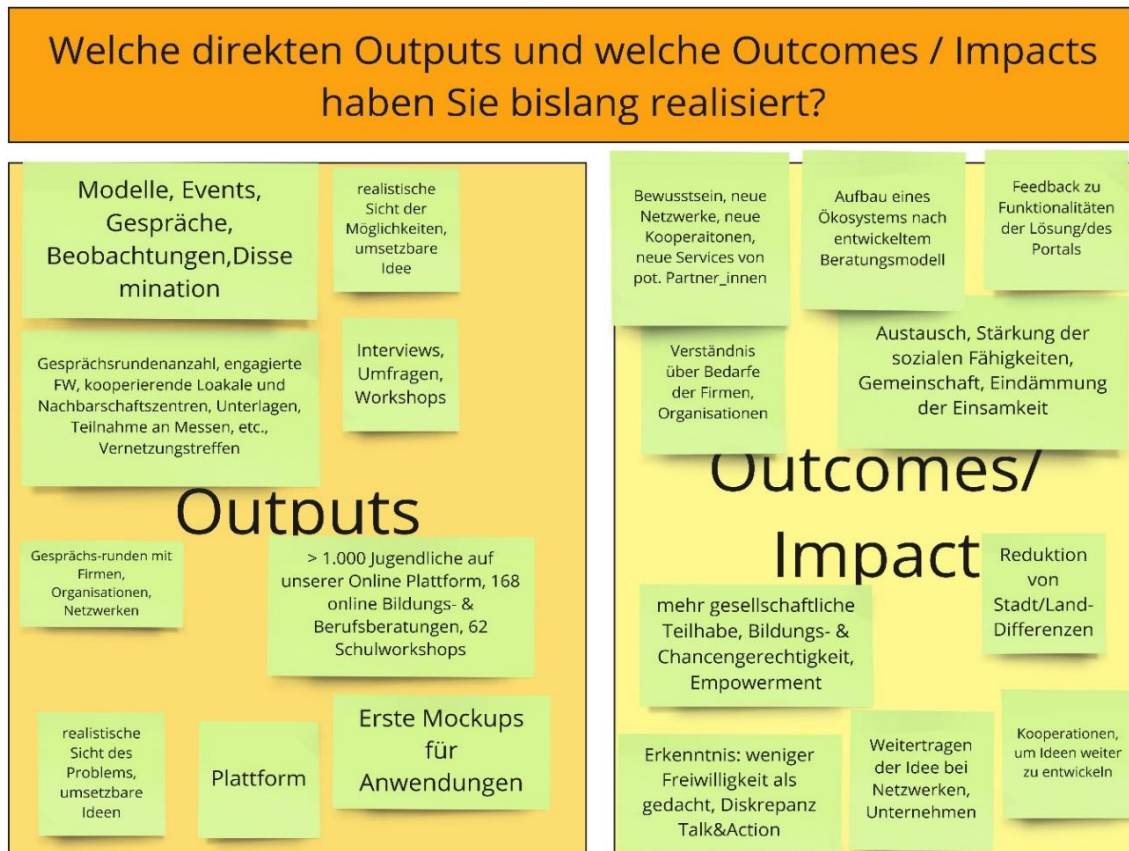 Welche direkten Outputs und welche Outcomes / Impacts
haben Sie bislang realisiert?
Modelle, Events,
Gespräche,
Beobachtungen,Disse
mination
realistische
Sicht der
Möglichkeiten,
umsetzbare
Idee
Gesprächsrundenanzahl, engagierte
FW, kooperierende Loakale und
Nachbarschaftszentren, Unterlagen,
Teilnahme an Messen, etc.,
Vernetzungstreffen
Interviews,
Umfragen,
Workshops
Outputs
Gesprächs-runden mit
Firmen,
Organisationen,
Netzwerken
> 1.000 Jugendliche auf
unserer Online Plattform, 168
online Bildungs- &
Berufsberatungen, 62
Schulworkshops
realistische
Sicht des
Problems,
umsetzbare
Ideen
Plattform
Erste Mockups
für
Anwendungen
Bewusstsein, neue
Netzwerke, neue
Kooperaitonen,
neue Services von
pot. Partner_innen
Aufbau eines
Ökosystems nach
entwickeltem
Beratungsmodell
Feedback zu
Funktionalitäten
der Lösung/des
Portals
Verständnis
über Bedarfe
der Firmen,
Organisationen
Austausch, Stärkung der
sozialen Fähigkeiten,
Gemeinschaft, Eindämmung
der Einsamkeit
Outcomes/
Impact
Reduktion
von
Stadt/Land-
Differenzen
mehr gesellschaftliche
Teilhabe, Bildungs- &
Chancengerechtigkeit,
Empowerment
Erkenntnis: weniger
Freiwilligkeit als
gedacht, Diskrepanz
Talk&Action
Weitertragen
der Idee bei
Netzwerken,
Unternehmen
Kooperationen,
um Ideen weiter
zu entwickeln